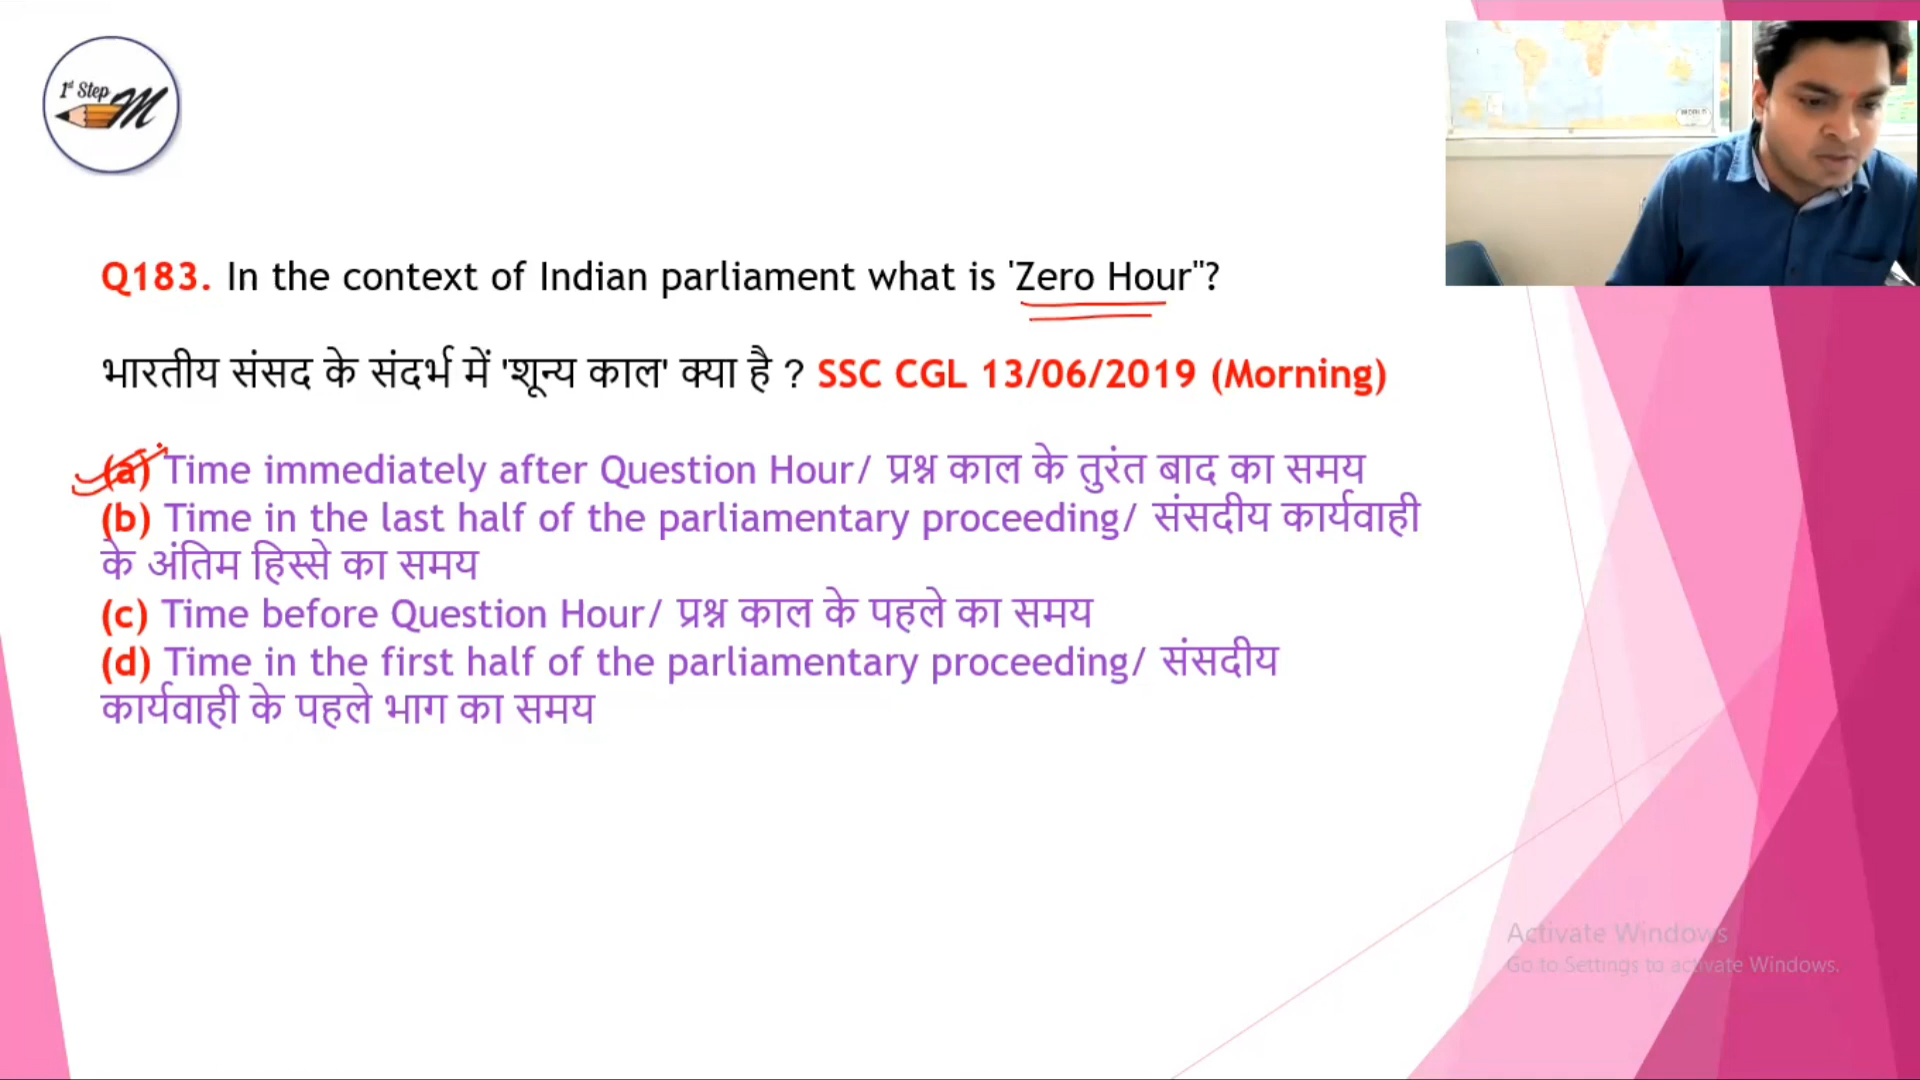 1st Step
M
WORLD
Q183. In the context of Indian parliament what is 'Zero Hour"?
भारतीय संसद के संदर्भ में 'शून्य काल' क्या है ? SSC CGL 13/06/2019 (Morning)
(a) Time immediately after Question Hour/ प्रश्न काल के तुरंत बाद का समय
(b) Time in the last half of the parliamentary proceeding/ संसदीय कार्यवाही
के अंतिम हिस्से का समय
(c) Time before Question Hour/ प्रश्न काल के पहले का समय
(d) Time in the first half of the parliamentary proceeding/ संसदीय
कार्यवाही के पहले भाग का समय
Activate Windows
Go to Settings to activate Windows.